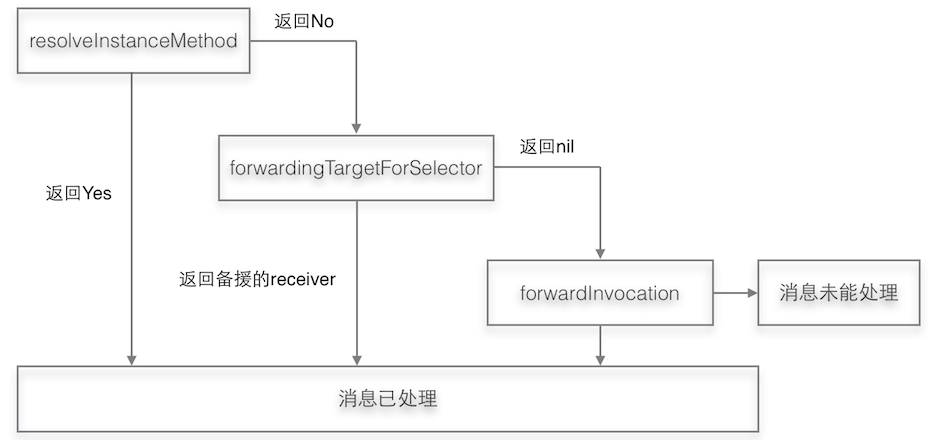 返回No
resolveInstanceMethod
返回nil
forwardingTargetForSelector
返回Yes
返回备援的receiver
forwardInvocation
消息未能处理
消息已处理